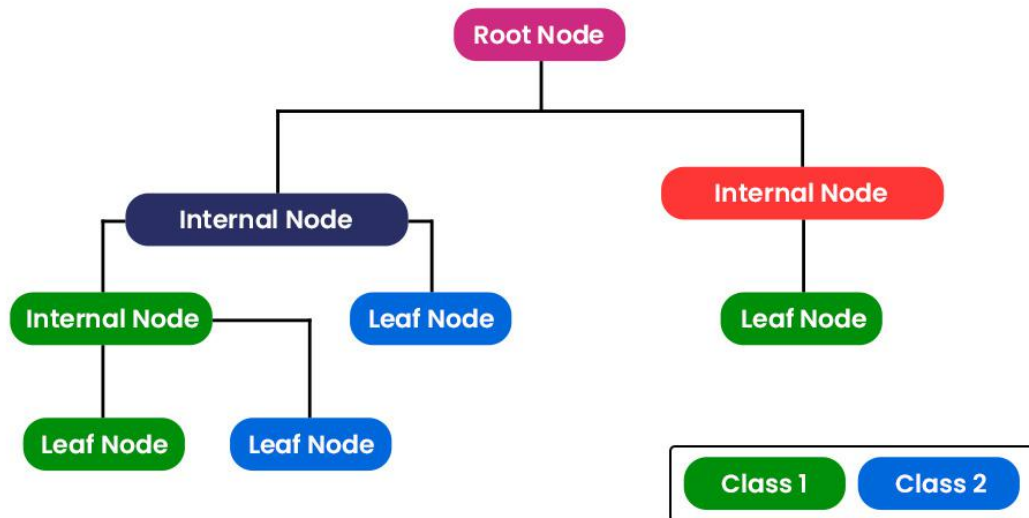 Root Node
Internal Node
Internal Node
Internal Node
Leaf Node
Leaf Node
Leaf Node
Leaf Node
Class 1
Class 2